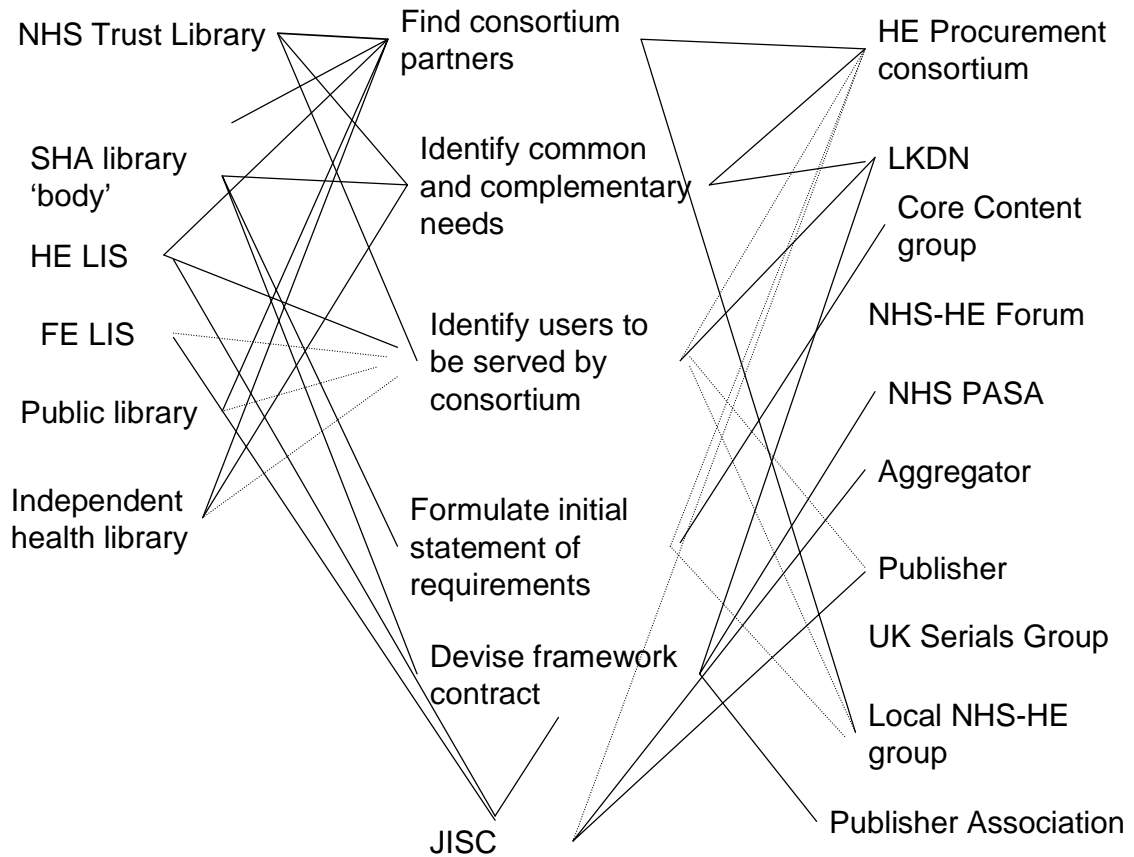 NHS Trust Library
SHA library
‘body’
HE LIS
FE LIS
Public library
Independent
health library
Find consortium
partners
Identify common
and complementary
needs
Identify users to
be served by
consortium
Formulate initial
statement of
requirements
Devise framework
contract
JISC
HE Procurement
consortium
LKDN
Core Content
group
NHS-HE Forum
NHS PASA
Aggregator
Publisher
UK Serials Group
Local NHS-HE
group
Publisher Association